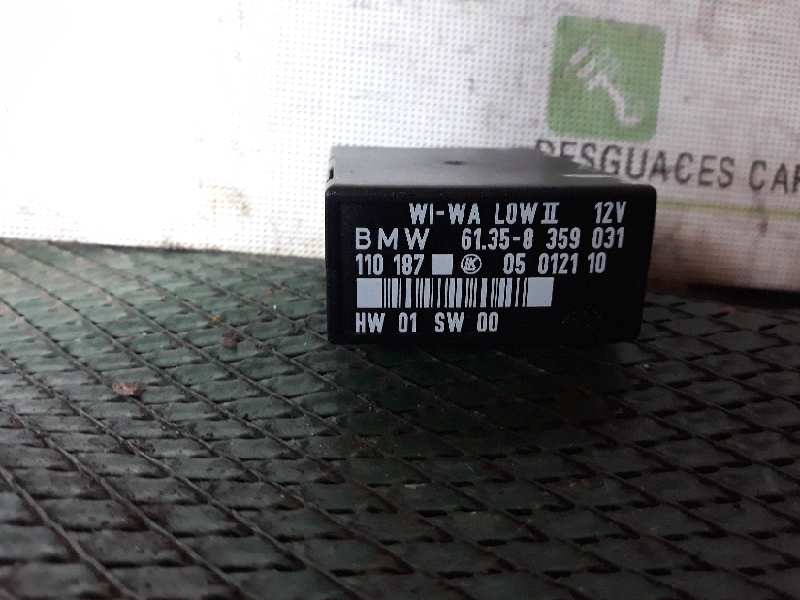 DESGUACES CAR
WI-WA LOW II 12V
BMW 61.35-8 359 031
110 187 05 0121 10
HW 01 SW 00